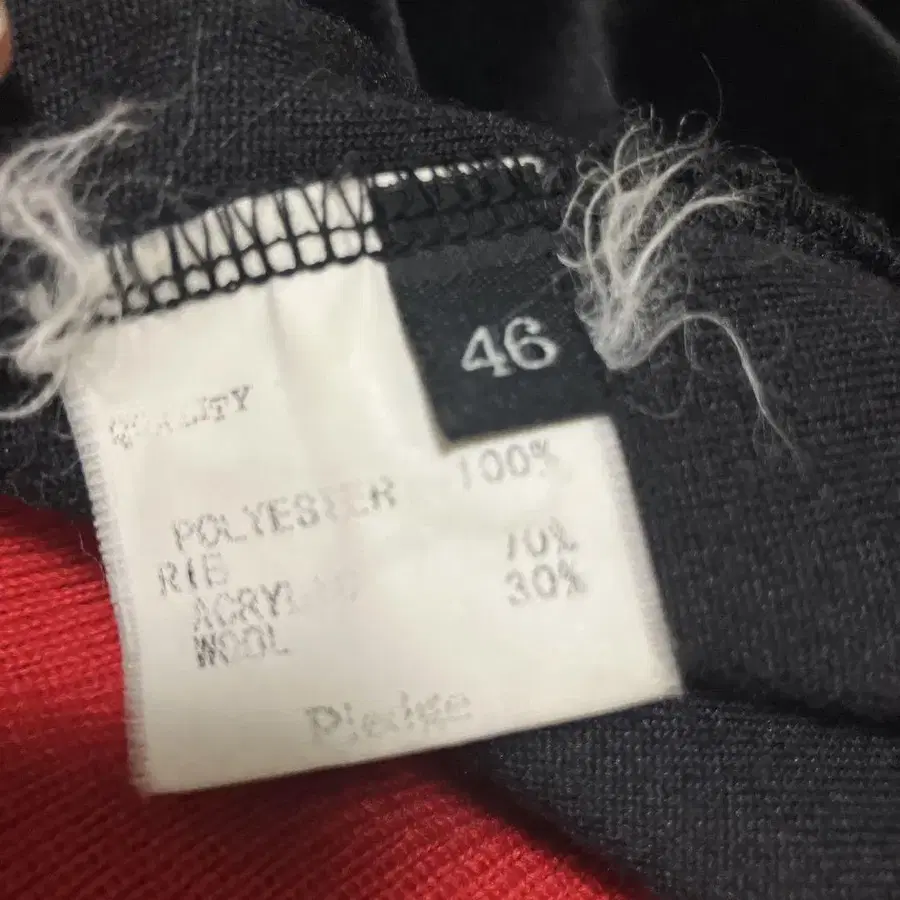 46
QUALITY
POLYESTER 100%
RIB
ACRYLIC 70%
WOOL 30%
Pledge